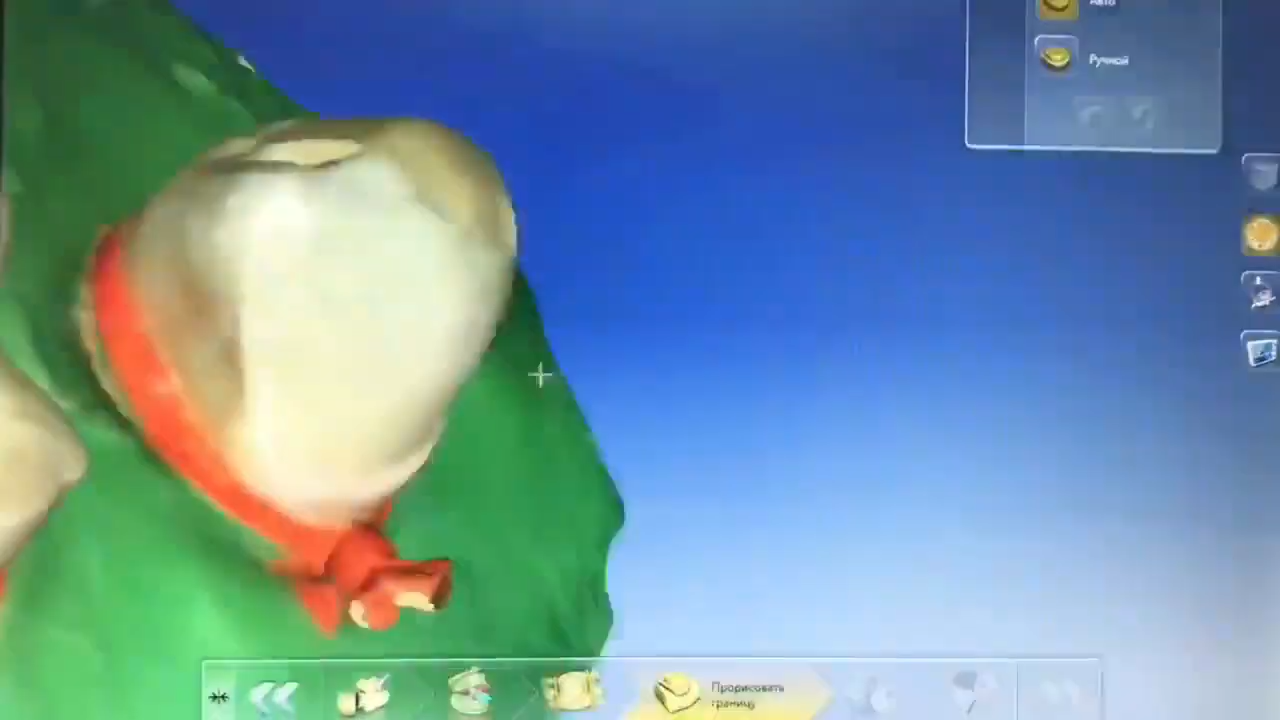 Авто
Ручной
Прорисовать
границу